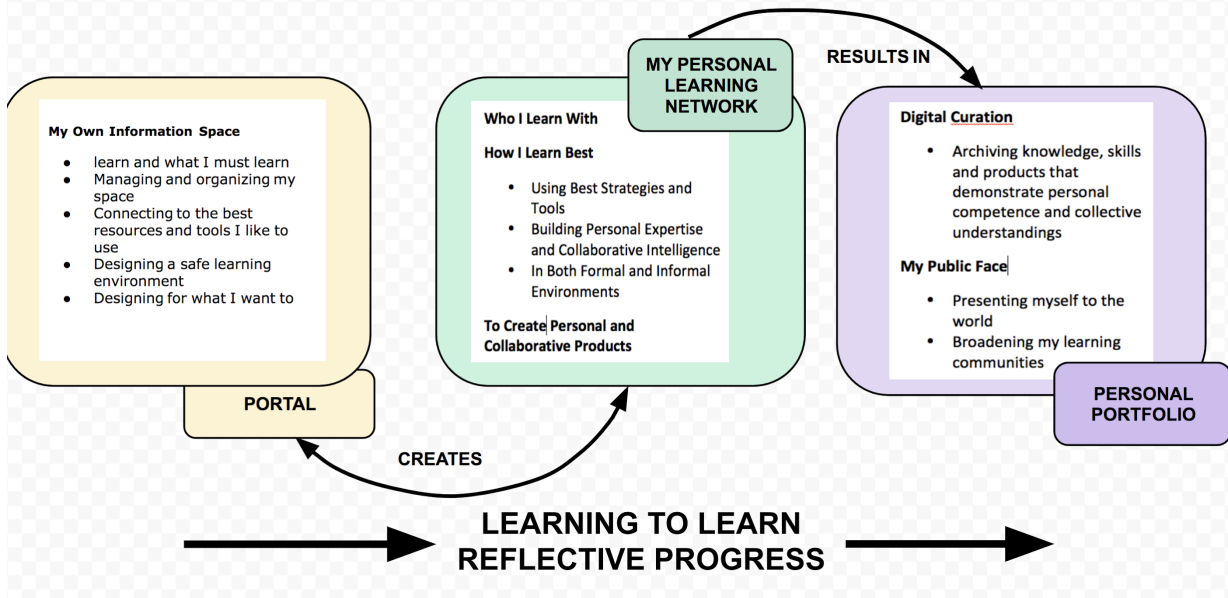 My Own Information Space
● learn and what I must learn
● Managing and organizing my
space
● Connecting to the best
resources and tools I like to
use
● Designing a safe learning
environment
● Designing for what I want to
PORTAL
CREATES
MY PERSONAL
LEARNING
NETWORK
Who I Learn With
How I Learn Best
• Using Best Strategies and
Tools
• Building Personal Expertise
and Collaborative Intelligence
• In Both Formal and Informal
Environments
To Create Personal and
Collaborative Products
RESULTS IN
Digital Curation
• Archiving knowledge, skills
and products that
demonstrate personal
competence and collective
understandings
My Public Face
• Presenting myself to the
world
• Broadening my learning
communities
PERSONAL
PORTFOLIO
LEARNING TO LEARN
REFLECTIVE PROGRESS